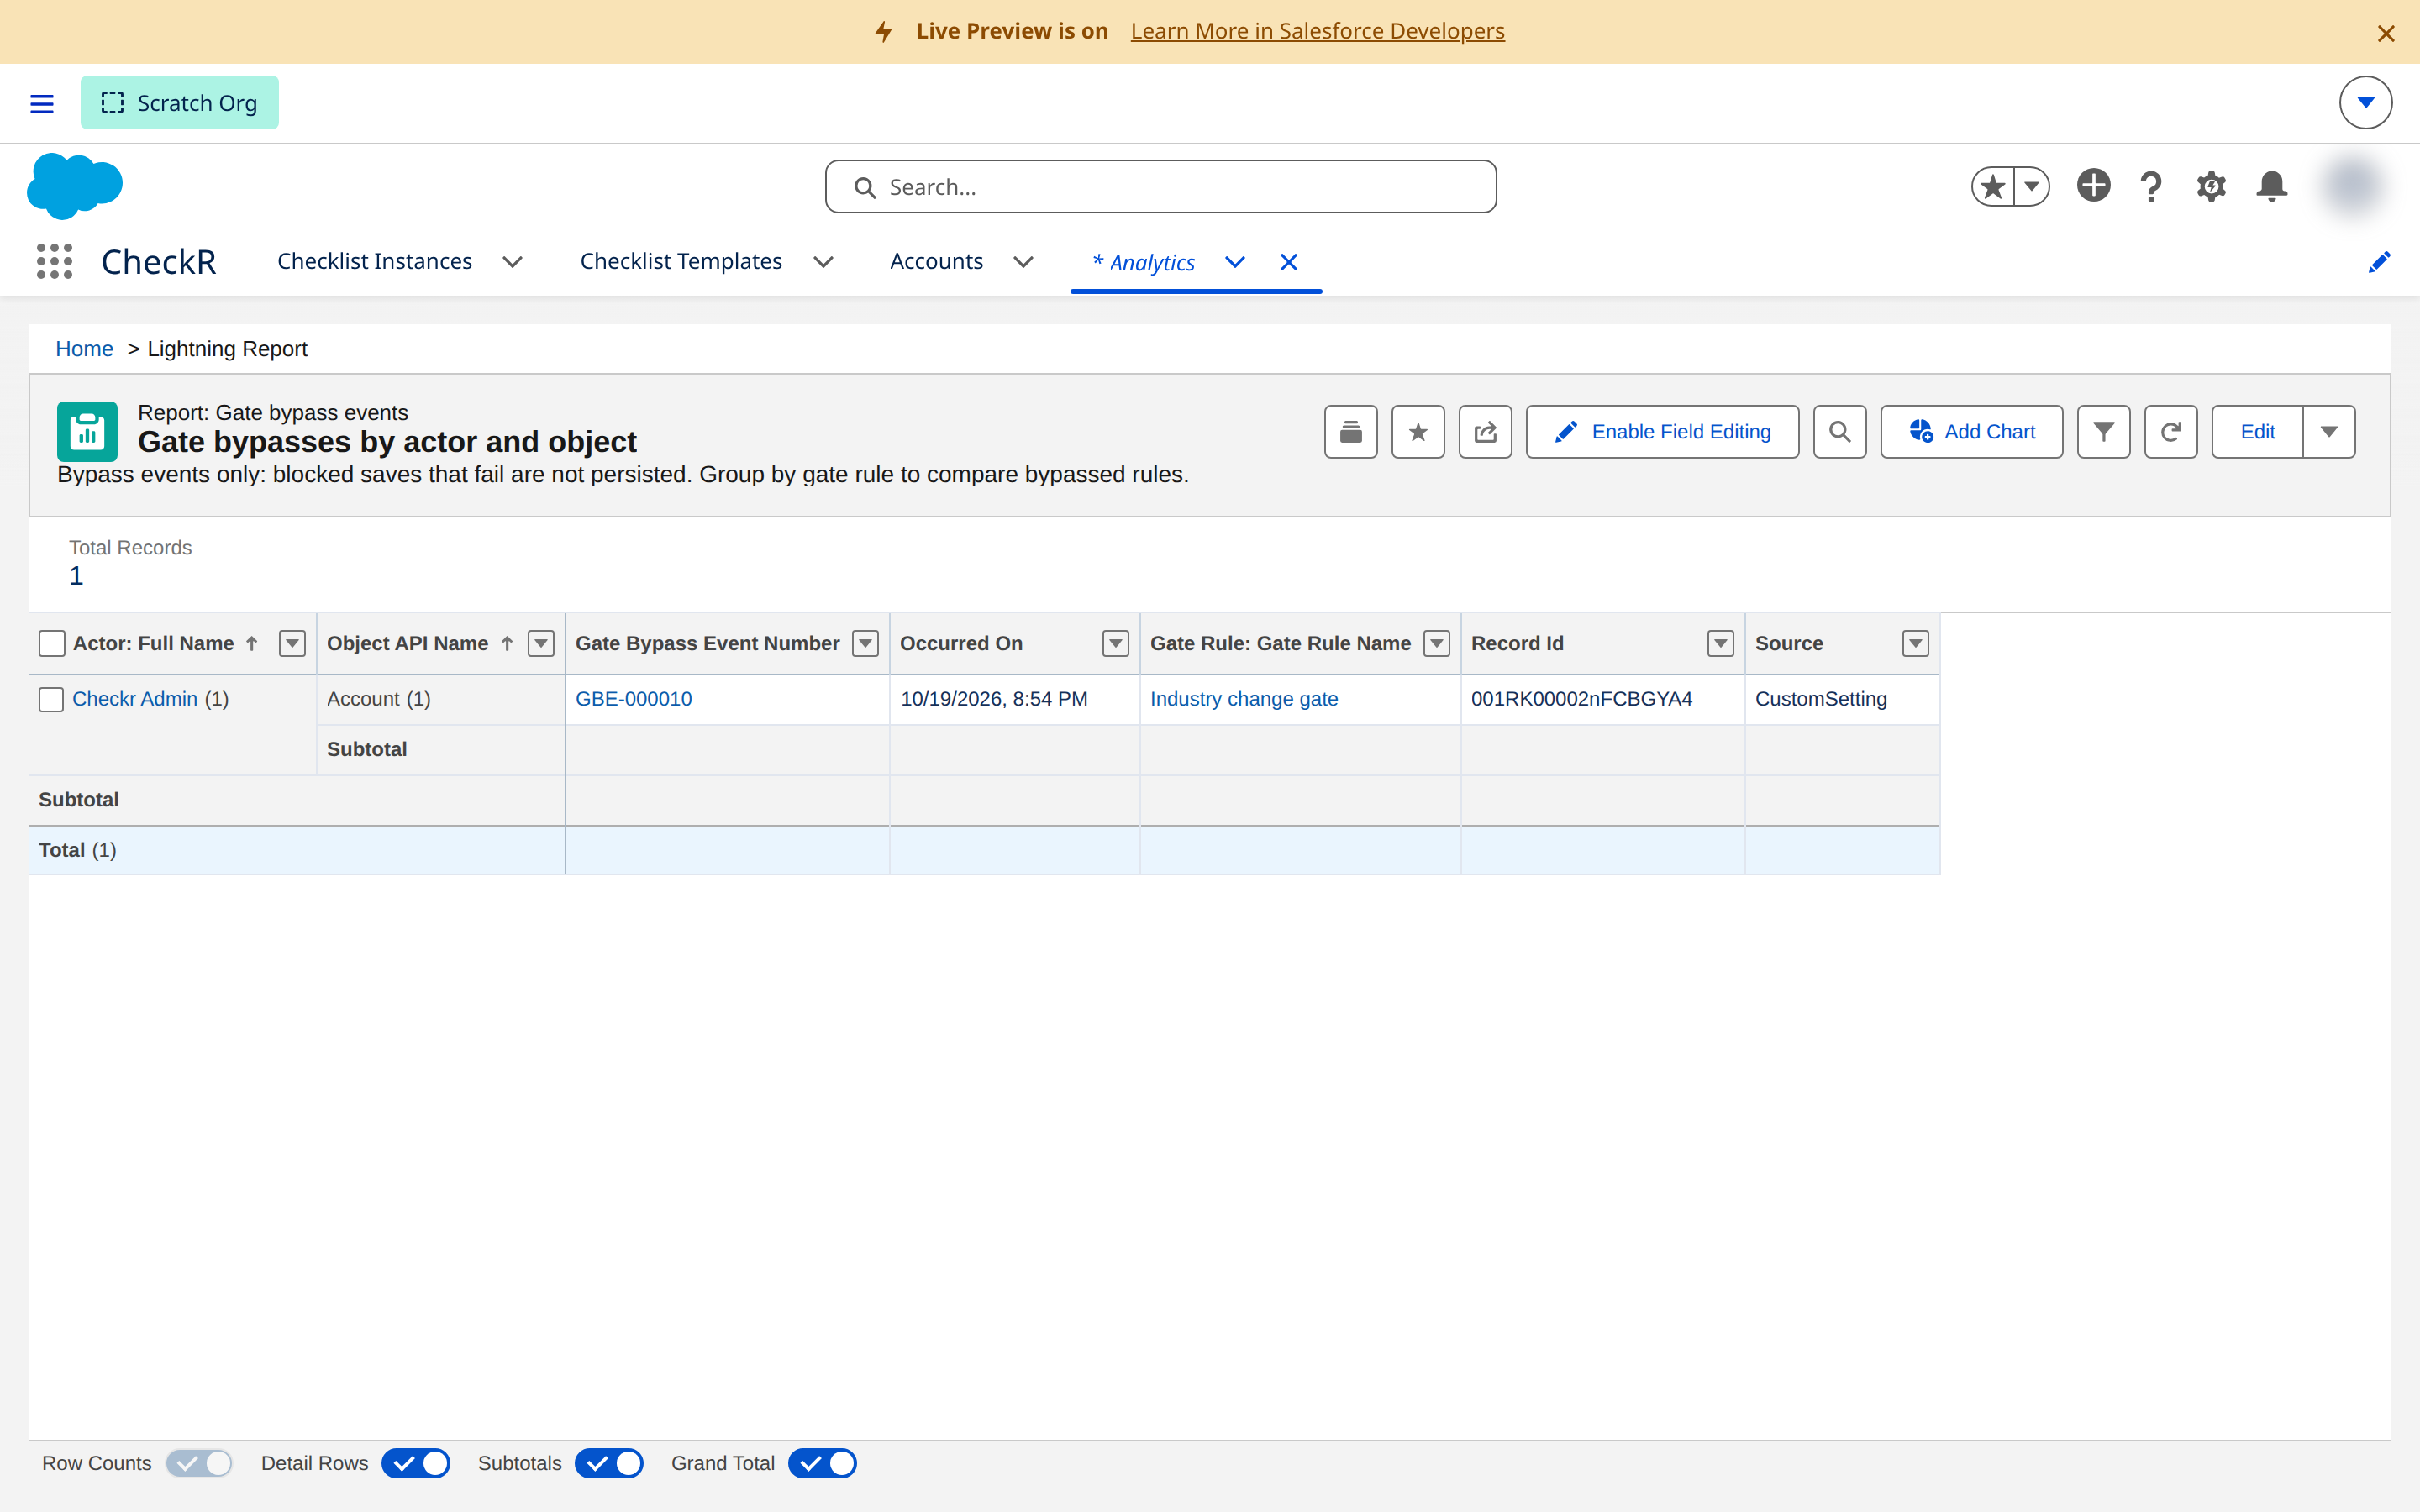 Live Preview is on Learn More in Salesforce Developers
Scratch Org
Search...
CheckR Checklist Instances Checklist Templates Accounts * Analytics
Home > Lightning Report
Report: Gate bypass events
Gate bypasses by actor and object
Bypass events only: blocked saves that fail are not persisted. Group by gate rule to compare bypassed rules.
Enable Field Editing Add Chart Edit
Total Records
1
Actor: Full Name Object API Name Gate Bypass Event Number Occurred On Gate Rule: Gate Rule Name Record Id Source
Checkr Admin (1) Account (1) GBE-000010 10/19/2026, 8:54 PM Industry change gate 001RK00002nFCBGYA4 CustomSetting
Subtotal
Subtotal
Total (1)
Row Counts Detail Rows Subtotals Grand Total